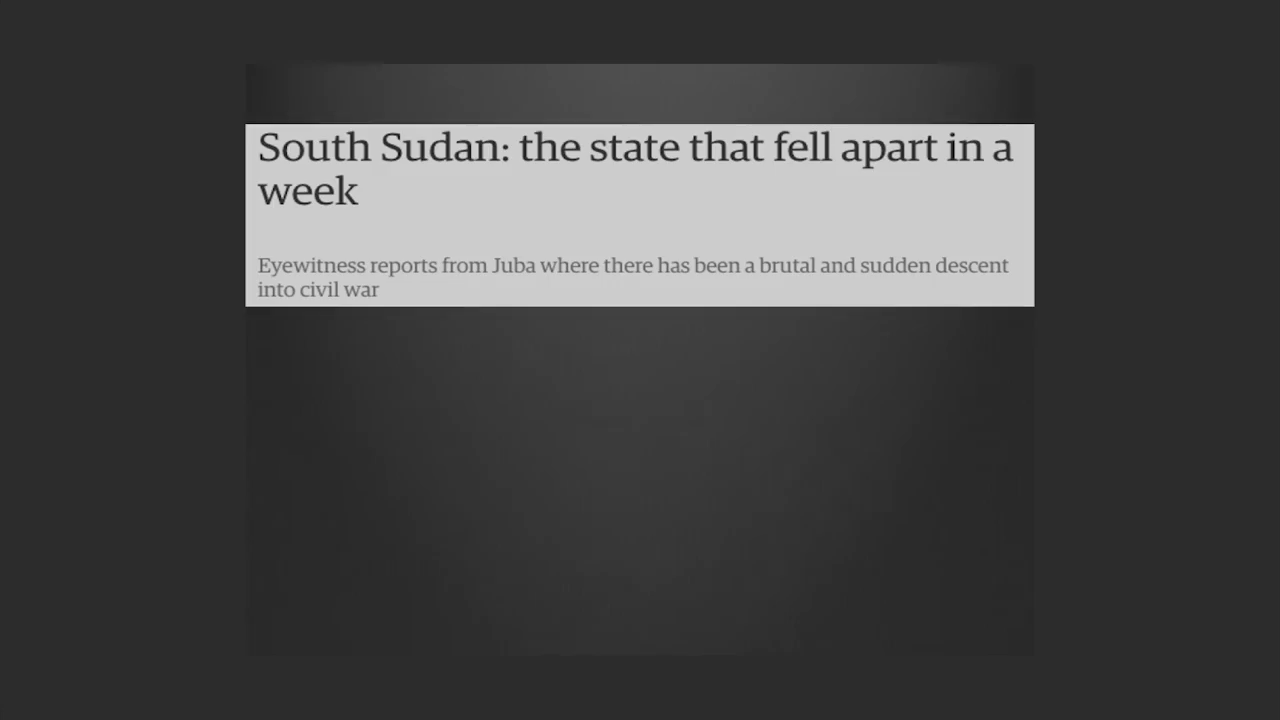 South Sudan: the state that fell apart in a
week
Eyewitness reports from Juba where there has been a brutal and sudden descent
into civil war